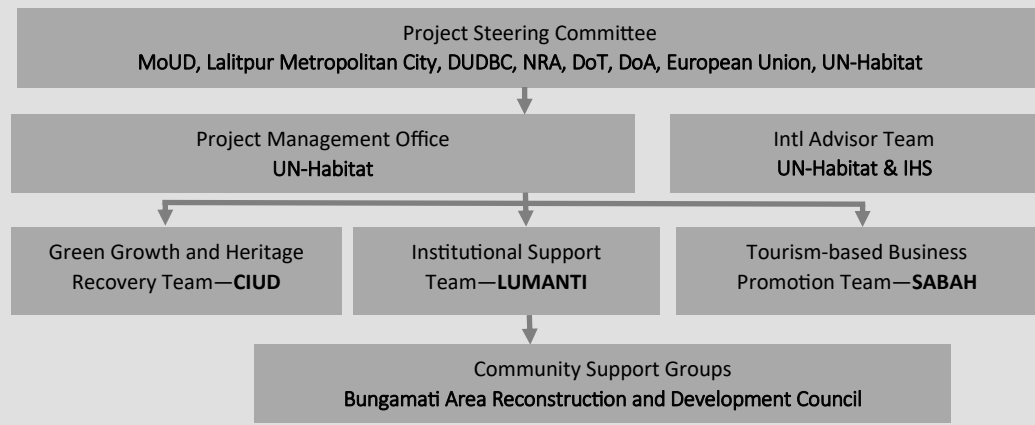 Project Steering Committee
MoUD, Lalitpur Metropolitan City, DUDBC, NRA, DoT, DoA, European Union, UN-Habitat
Project Management Office
UN-Habitat
Intl Advisor Team
UN-Habitat & IHS
Green Growth and Heritage
Recovery Team—CIUD
Institutional Support
Team—LUMANTI
Tourism-based Business
Promotion Team—SABAH
Community Support Groups
Bungamati Area Reconstruction and Development Council